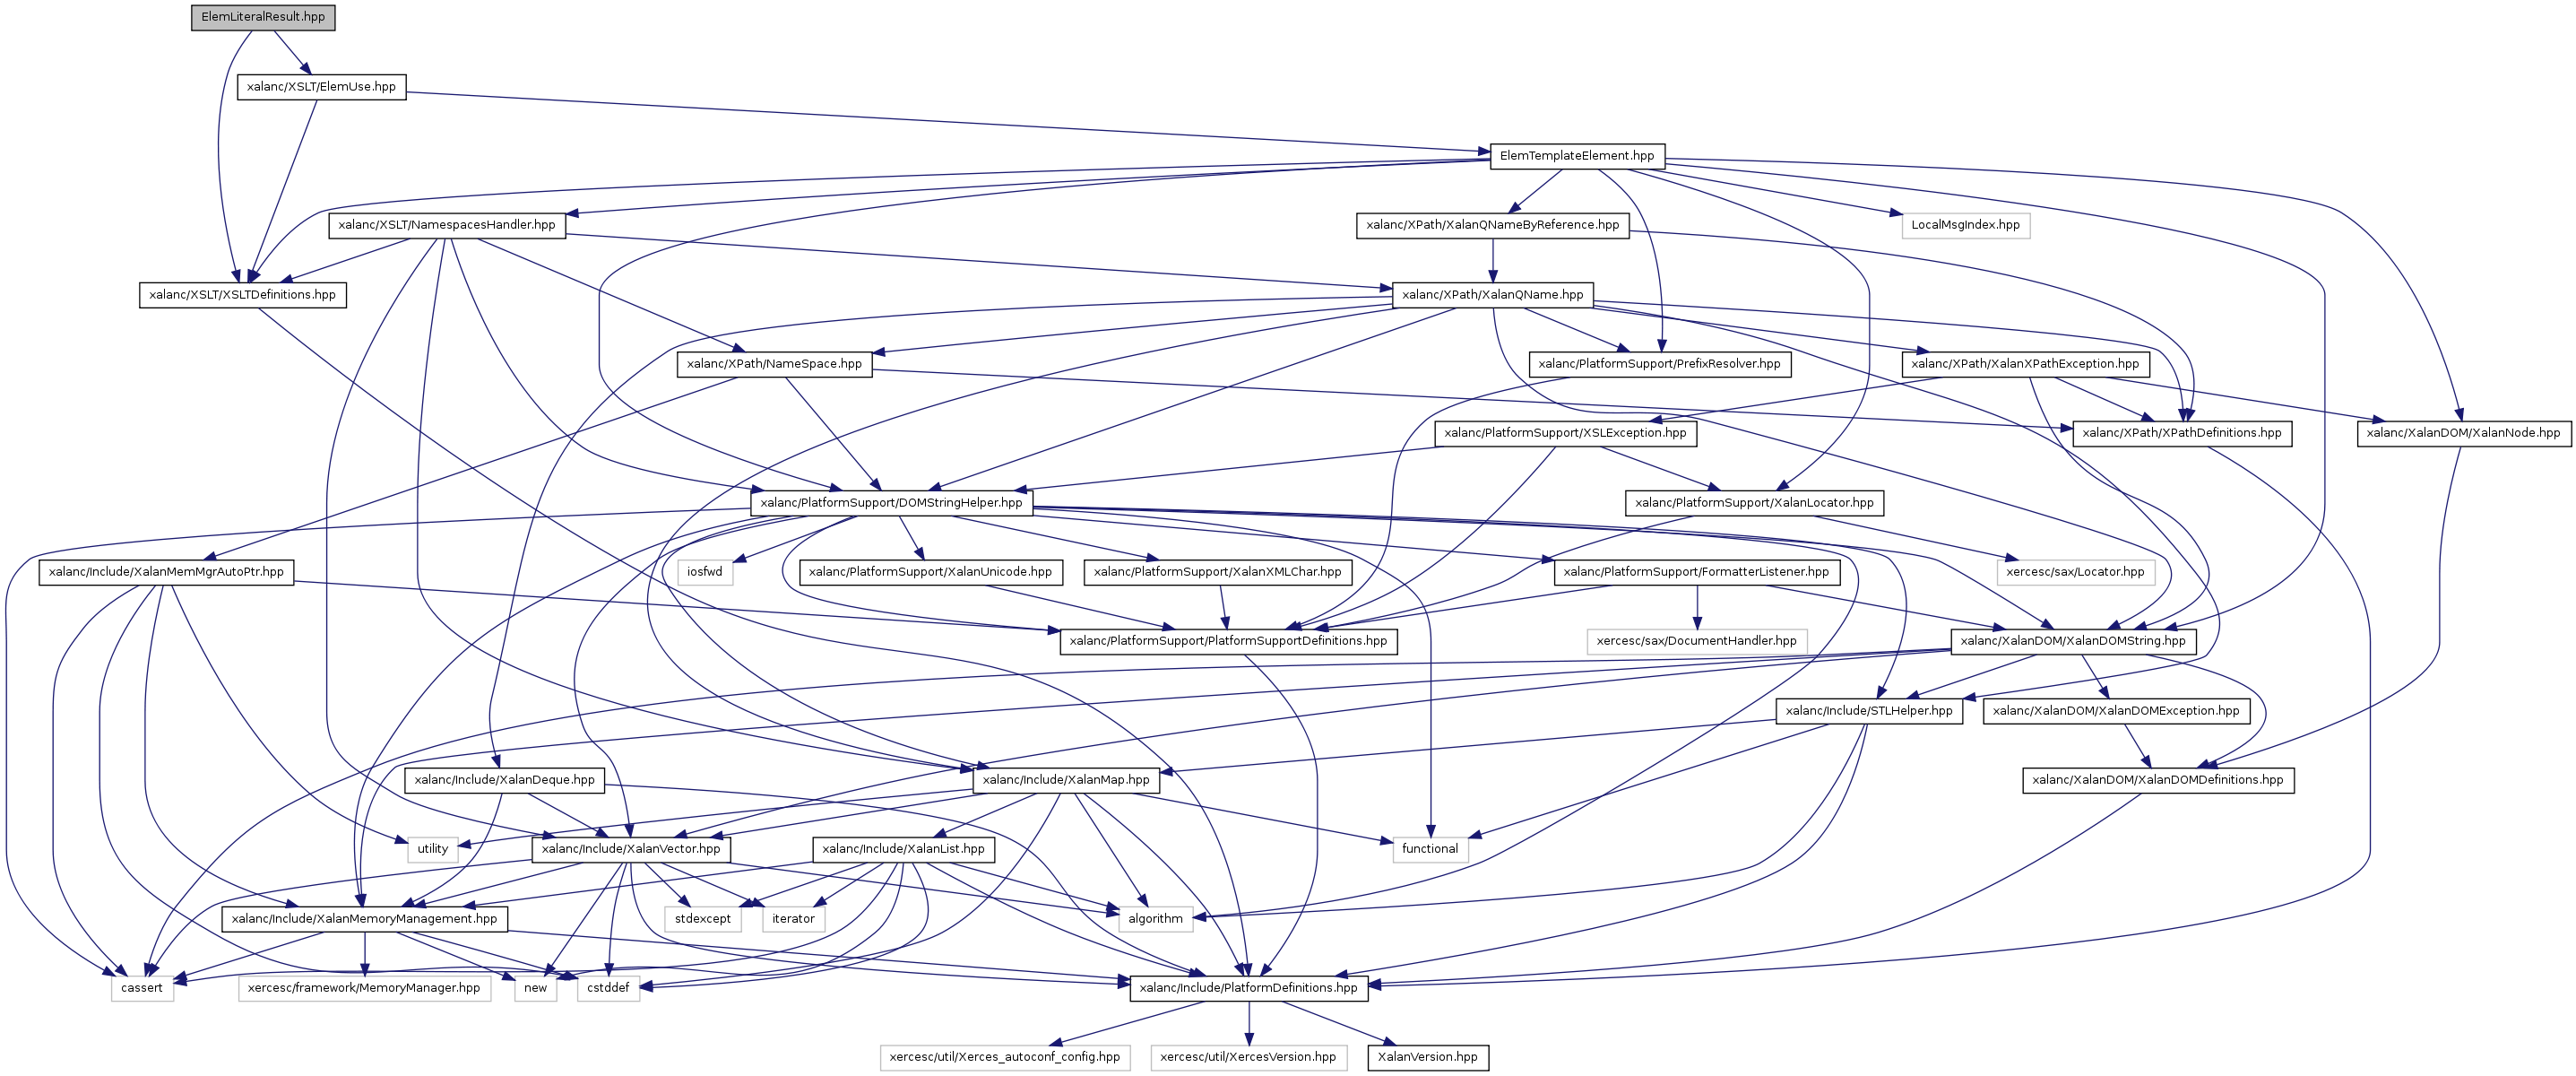 ElemLiteralResult.hpp
xalanc/XSLT/ElemUse.hpp
ElemTemplateElement.hpp
xalanc/XSLT/NamespacesHandler.hpp
xalanc/XPath/XalanQNameByReference.hpp
LocalMsgIndex.hpp
xalanc/XSLT/XSLTDefinitions.hpp
xalanc/XPath/XalanQName.hpp
xalanc/XPath/NameSpace.hpp
xalanc/PlatformSupport/PrefixResolver.hpp
xalanc/XPath/XalanXPathException.hpp
xalanc/PlatformSupport/XSLException.hpp
xalanc/XPath/XPathDefinitions.hpp
xalanc/XalanDOM/XalanNode.hpp
xalanc/PlatformSupport/DOMStringHelper.hpp
xalanc/PlatformSupport/XalanLocator.hpp
xalanc/Include/XalanMemMgrAutoPtr.hpp
iosfwd
xalanc/PlatformSupport/XalanUnicode.hpp
xalanc/PlatformSupport/XalanXMLChar.hpp
xalanc/PlatformSupport/FormatterListener.hpp
xercesc/sax/Locator.hpp
xalanc/PlatformSupport/PlatformSupportDefinitions.hpp
xercesc/sax/DocumentHandler.hpp
xalanc/XalanDOM/XalanDOMString.hpp
xalanc/Include/STLHelper.hpp
xalanc/XalanDOM/XalanDOMException.hpp
xalanc/Include/XalanDeque.hpp
xalanc/Include/XalanMap.hpp
xalanc/XalanDOM/XalanDOMDefinitions.hpp
utility
xalanc/Include/XalanVector.hpp
xalanc/Include/XalanList.hpp
functional
xalanc/Include/XalanMemoryManagement.hpp
stdexcept
iterator
algorithm
cassert
xercesc/framework/MemoryManager.hpp
new
cstddef
xalanc/Include/PlatformDefinitions.hpp
xercesc/util/Xerces_autoconf_config.hpp
xercesc/util/XercesVersion.hpp
XalanVersion.hpp